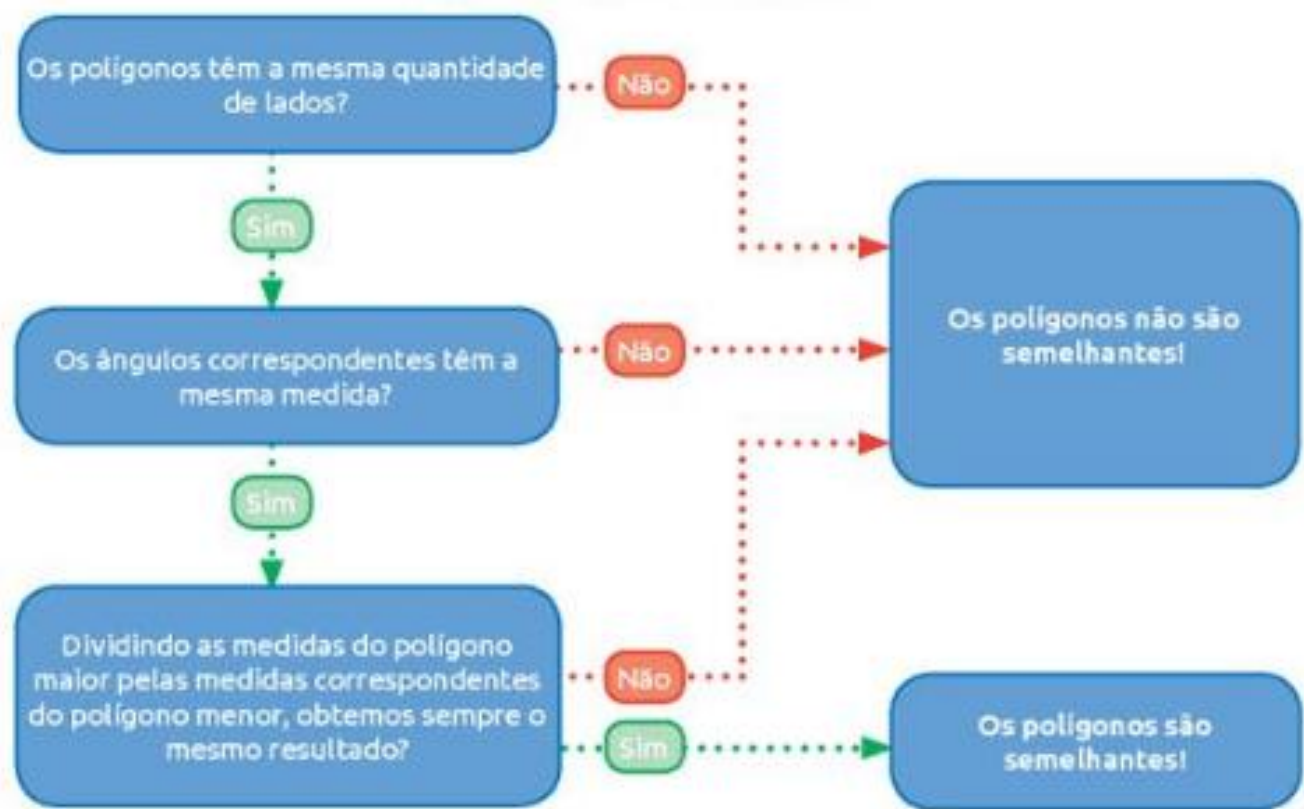 Os polígonos têm a mesma quantidade
de lados?
Não
Sim
Os ângulos correspondentes têm a
mesma medida?
Não
Os polígonos não são
semelhantes!
Sim
Dividindo as medidas do polígono
maior pelas medidas correspondentes
do polígono menor, obtemos sempre o
mesmo resultado?
Não
Sim
Os polígonos são
semelhantes!